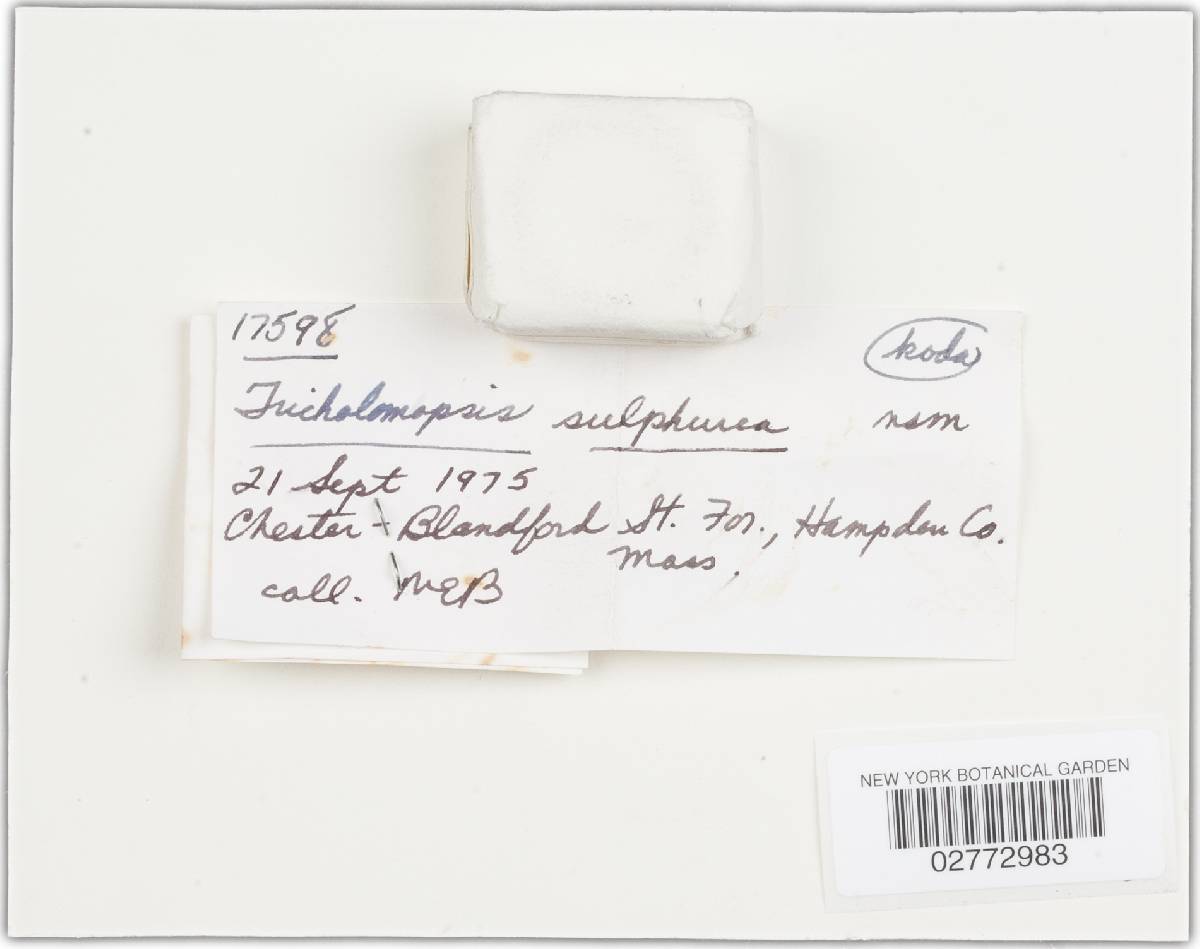 17598
koda
Tricholomopsis sulphurea nsm
21 Sept 1975
Chester - Blandford St. For., Hampden Co.
Mass.
coll. MEB
NEW YORK BOTANICAL GARDEN
02772983